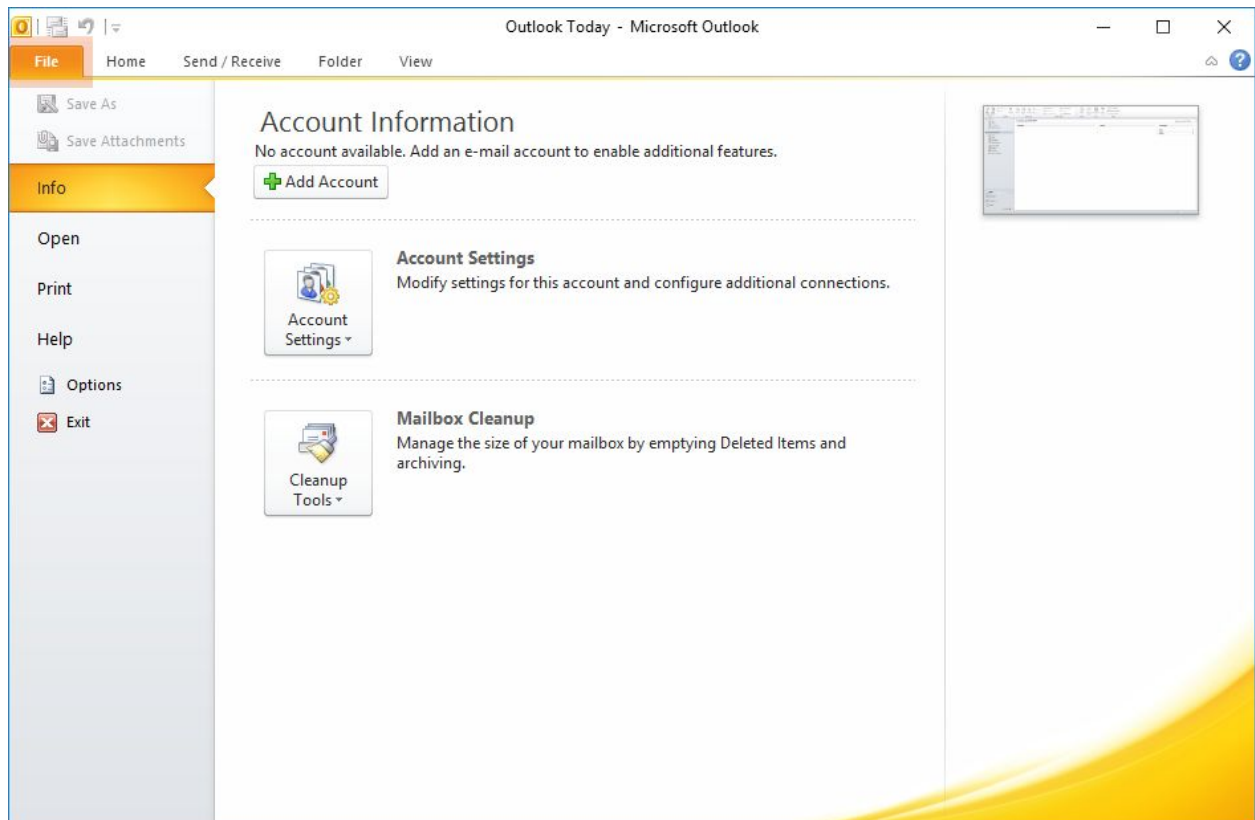 Outlook Today - Microsoft Outlook
File Home Send / Receive Folder View
Save As
Save Attachments
Info
Open
Print
Help
Options
Exit
Account Information
No account available. Add an e-mail account to enable additional features.
Add Account
Account Settings
Modify settings for this account and configure additional connections.
Account
Settings
Mailbox Cleanup
Manage the size of your mailbox by emptying Deleted Items and
archiving.
Cleanup
Tools